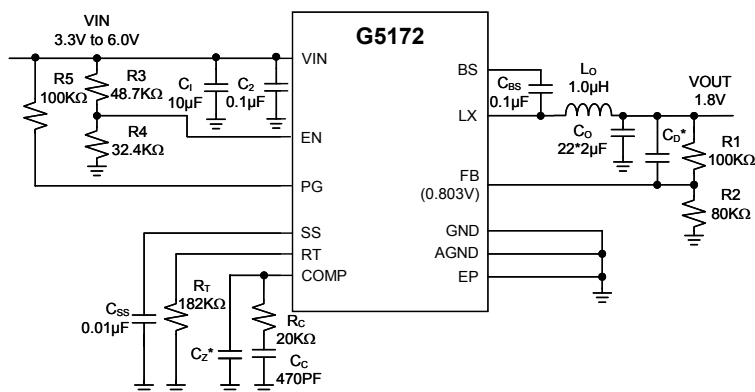 VIN
3.3V to 6.0V
R5
100KΩ
R3
48.7KΩ
R4
32.4KΩ
CI
10µF
C2
0.1µF
G5172
VIN
EN
PG
SS
RT
COMP
BS
LX
FB
(0.803V)
GND
AGND
EP
CBS
0.1µF
LO
1.0µH
CO
22*2µF
CD*
VOUT
1.8V
R1
100KΩ
R2
80KΩ
CSS
0.01µF
RT
182KΩ
CZ*
RC
20KΩ
CC
470PF